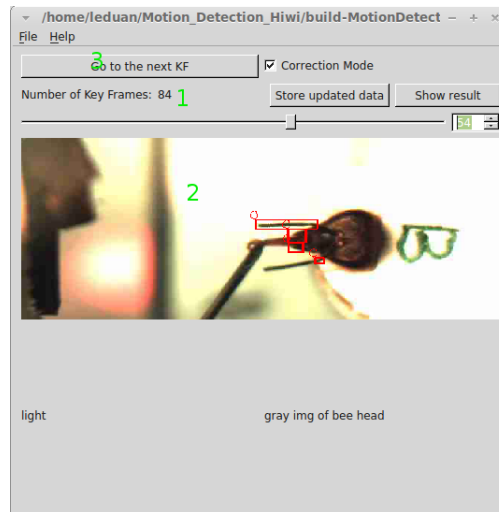 /home/leduan/Motion_Detection_Hiwi/build-MotionDetect
File Help
Go to the next KF
3
Correction Mode
Number of Key Frames: 84
1
Store updated data
Show result
54
2
B
light
gray img of bee head